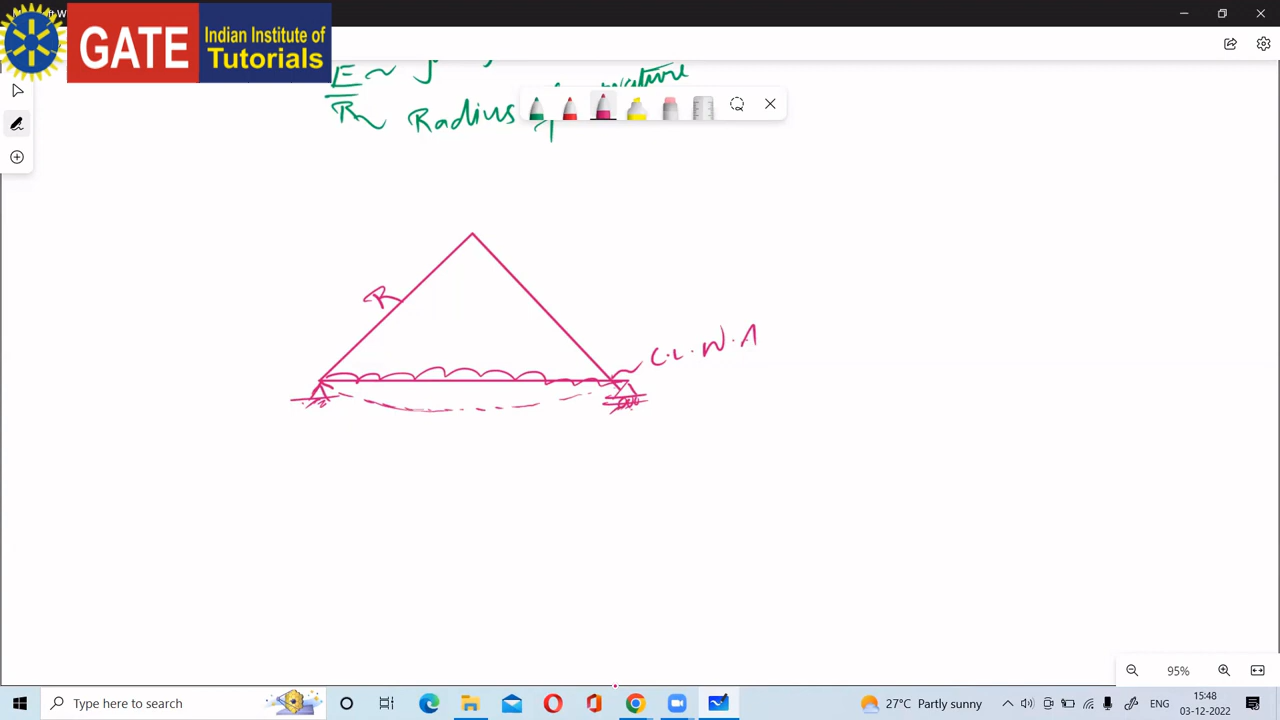 GATE
Indian Institute of
Tutorials
E
R Radius
R
C.L.W.A
95%
Type here to search
27°C Partly sunny
ENG
15:48
03-12-2022